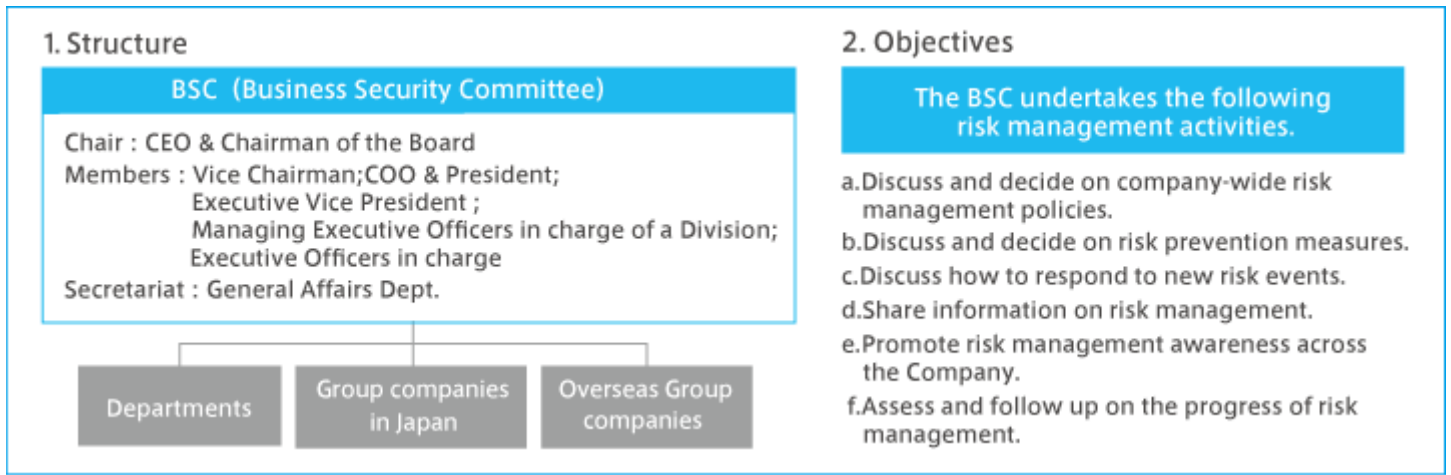 1. Structure
BSC (Business Security Committee)
Chair : CEO & Chairman of the Board
Members : Vice Chairman;COO & President;
Executive Vice President ;
Managing Executive Officers in charge of a Division;
Executive Officers in charge
Secretariat : General Affairs Dept.
Departments
Group companies
in Japan
Overseas Group
companies
2. Objectives
The BSC undertakes the following
risk management activities.
a.Discuss and decide on company-wide risk
management policies.
b.Discuss and decide on risk prevention measures.
c.Discuss how to respond to new risk events.
d.Share information on risk management.
e.Promote risk management awareness across
the Company.
f.Assess and follow up on the progress of risk
management.